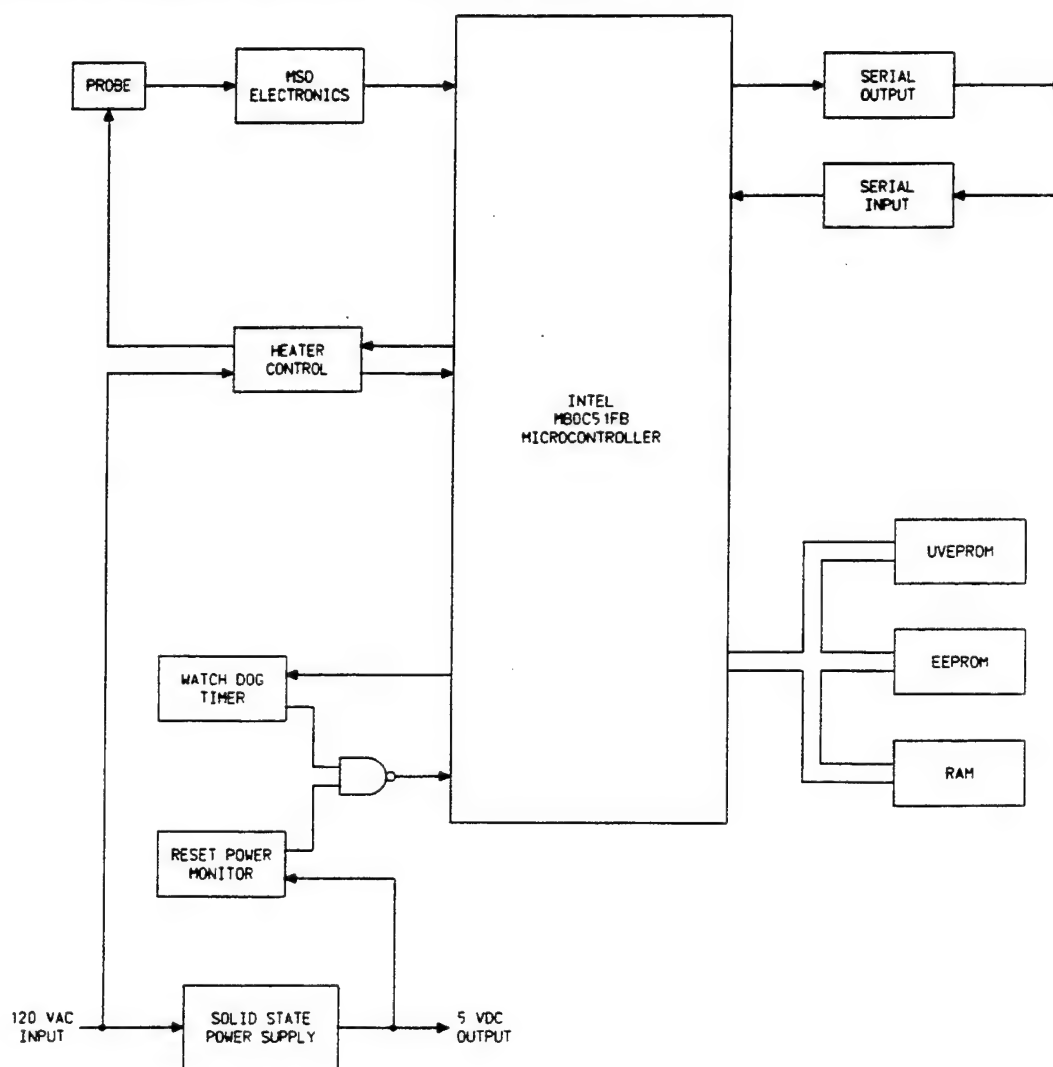 PROBE
MSO
ELECTRONICS
SERIAL
OUTPUT
SERIAL
INPUT
HEATER
CONTROL
INTEL
M80C51FB
MICROCONTROLLER
UVEPROM
EEPROM
RAM
WATCH DOG
TIMER
RESET POWER
MONITOR
120 VAC
INPUT
SOLID STATE
POWER SUPPLY
5 VDC
OUTPUT